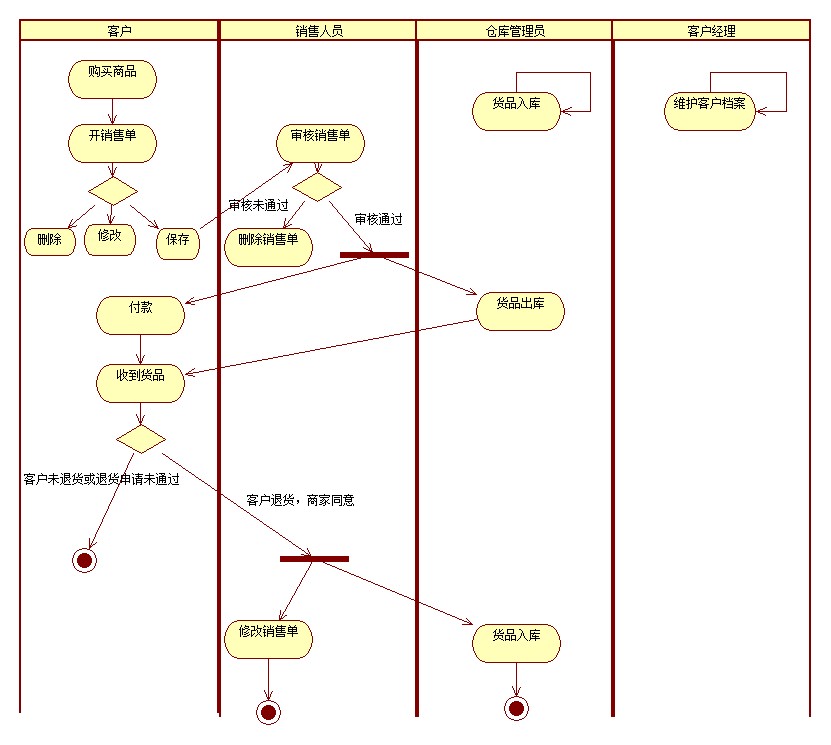 客户
销售人员
仓库管理员
客户经理
购买商品
货品入库
维护客户档案
开销售单
审核销售单
审核未通过
审核通过
删除
修改
保存
删除销售单
付款
货品出库
收到货品
客户未退货或退货申请未通过
客户退货，商家同意
修改销售单
货品入库